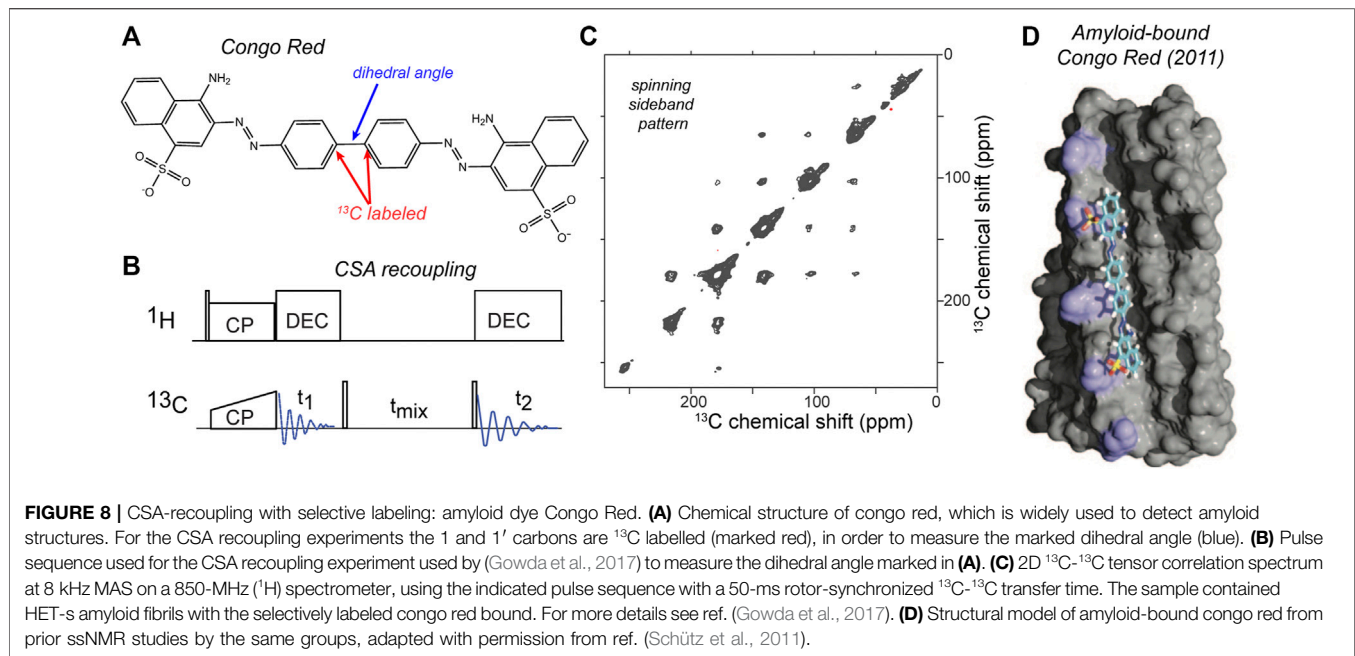 A
Congo Red
NH₂
dihedral angle
N
N
S
O
O
⁻O
¹³C labeled
H₂N
N
N
S
O
O
O⁻
B
CSA recoupling
¹H
CP
DEC
DEC
¹³C
CP
t₁
t_mix
t₂
C
spinning
sideband
pattern
0
100
200
¹³C chemical shift (ppm)
200
100
0
¹³C chemical shift (ppm)
D
Amyloid-bound
Congo Red (2011)
FIGURE 8 | CSA-recoupling with selective labeling: amyloid dye Congo Red. (A) Chemical structure of congo red, which is widely used to detect amyloid
structures. For the CSA recoupling experiments the 1 and 1′ carbons are ¹³C labelled (marked red), in order to measure the marked dihedral angle (blue). (B) Pulse
sequence used for the CSA recoupling experiment used by (Gowda et al., 2017) to measure the dihedral angle marked in (A). (C) 2D ¹³C-¹³C tensor correlation spectrum
at 8 kHz MAS on a 850-MHz (¹H) spectrometer, using the indicated pulse sequence with a 50-ms rotor-synchronized ¹³C-¹³C transfer time. The sample contained
HET-s amyloid fibrils with the selectively labeled congo red bound. For more details see ref. (Gowda et al., 2017). (D) Structural model of amyloid-bound congo red from
prior ssNMR studies by the same groups, adapted with permission from ref. (Schütz et al., 2011).